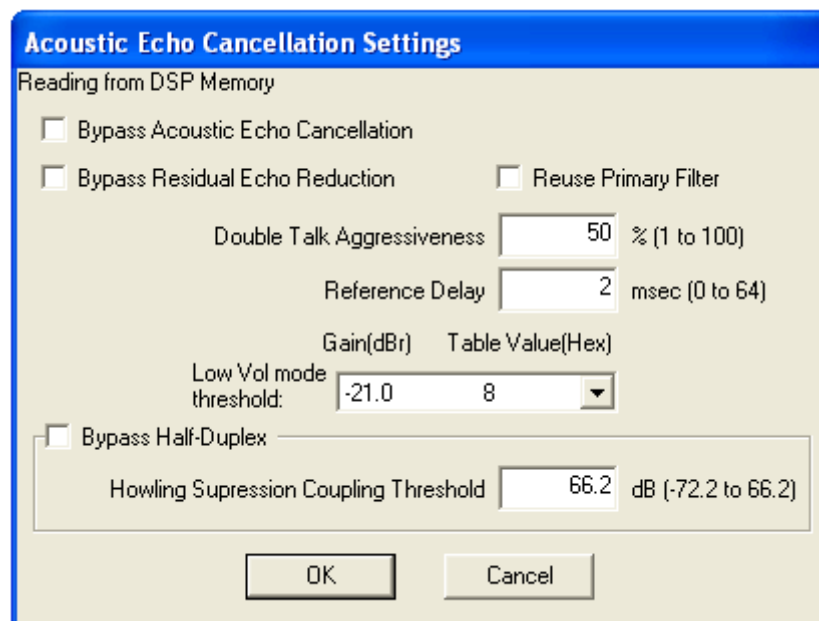 Acoustic Echo Cancellation Settings
Reading from DSP Memory
Bypass Acoustic Echo Cancellation
Bypass Residual Echo Reduction Reuse Primary Filter
Double Talk Aggressiveness 50 % (1 to 100)
Reference Delay 2 msec (0 to 64)
Gain(dBr) Table Value(Hex)
Low Vol mode
threshold: -21.0 8
Bypass Half-Duplex
Howling Supression Coupling Threshold 66.2 dB (-72.2 to 66.2)
OK Cancel